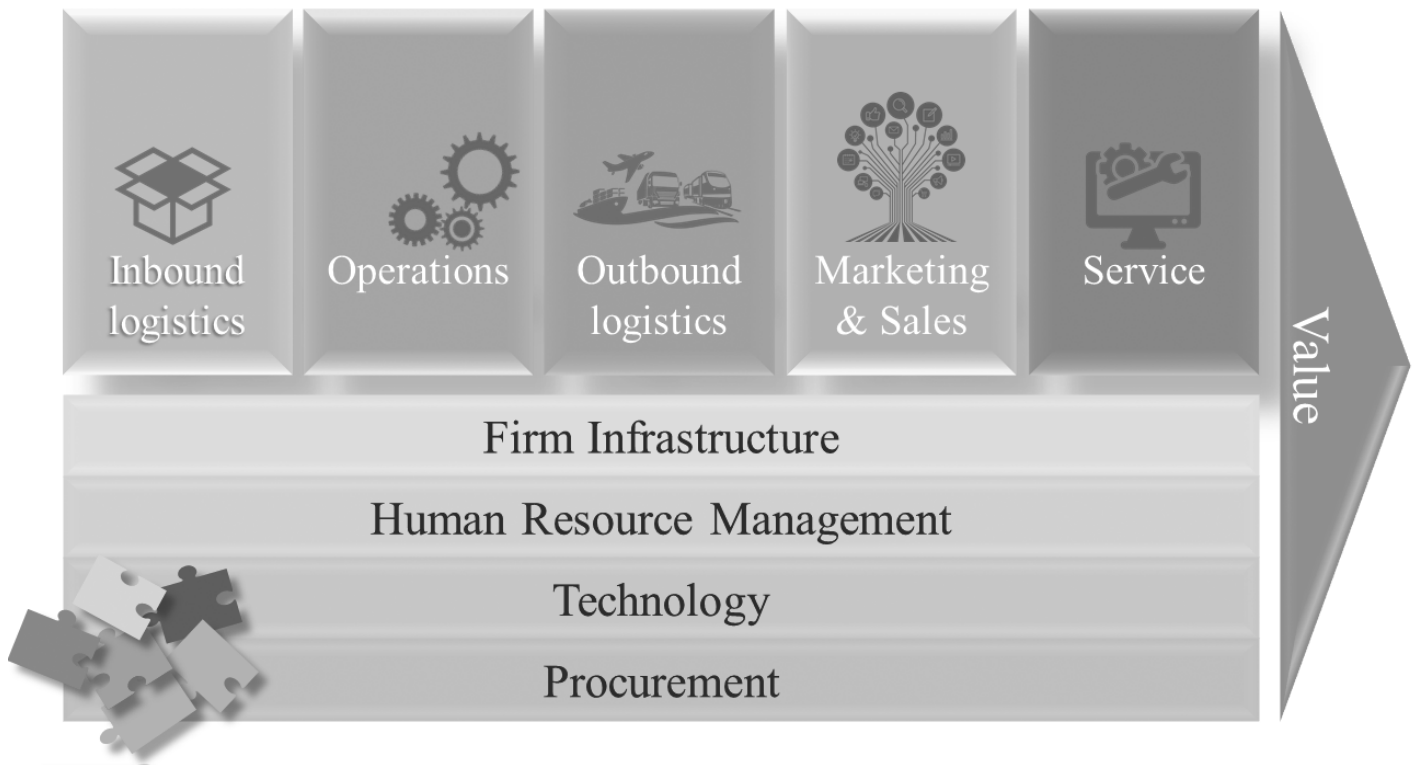 Inbound
logistics
Operations
Outbound
logistics
Marketing
& Sales
Service
Value
Firm Infrastructure
Human Resource Management
Technology
Procurement